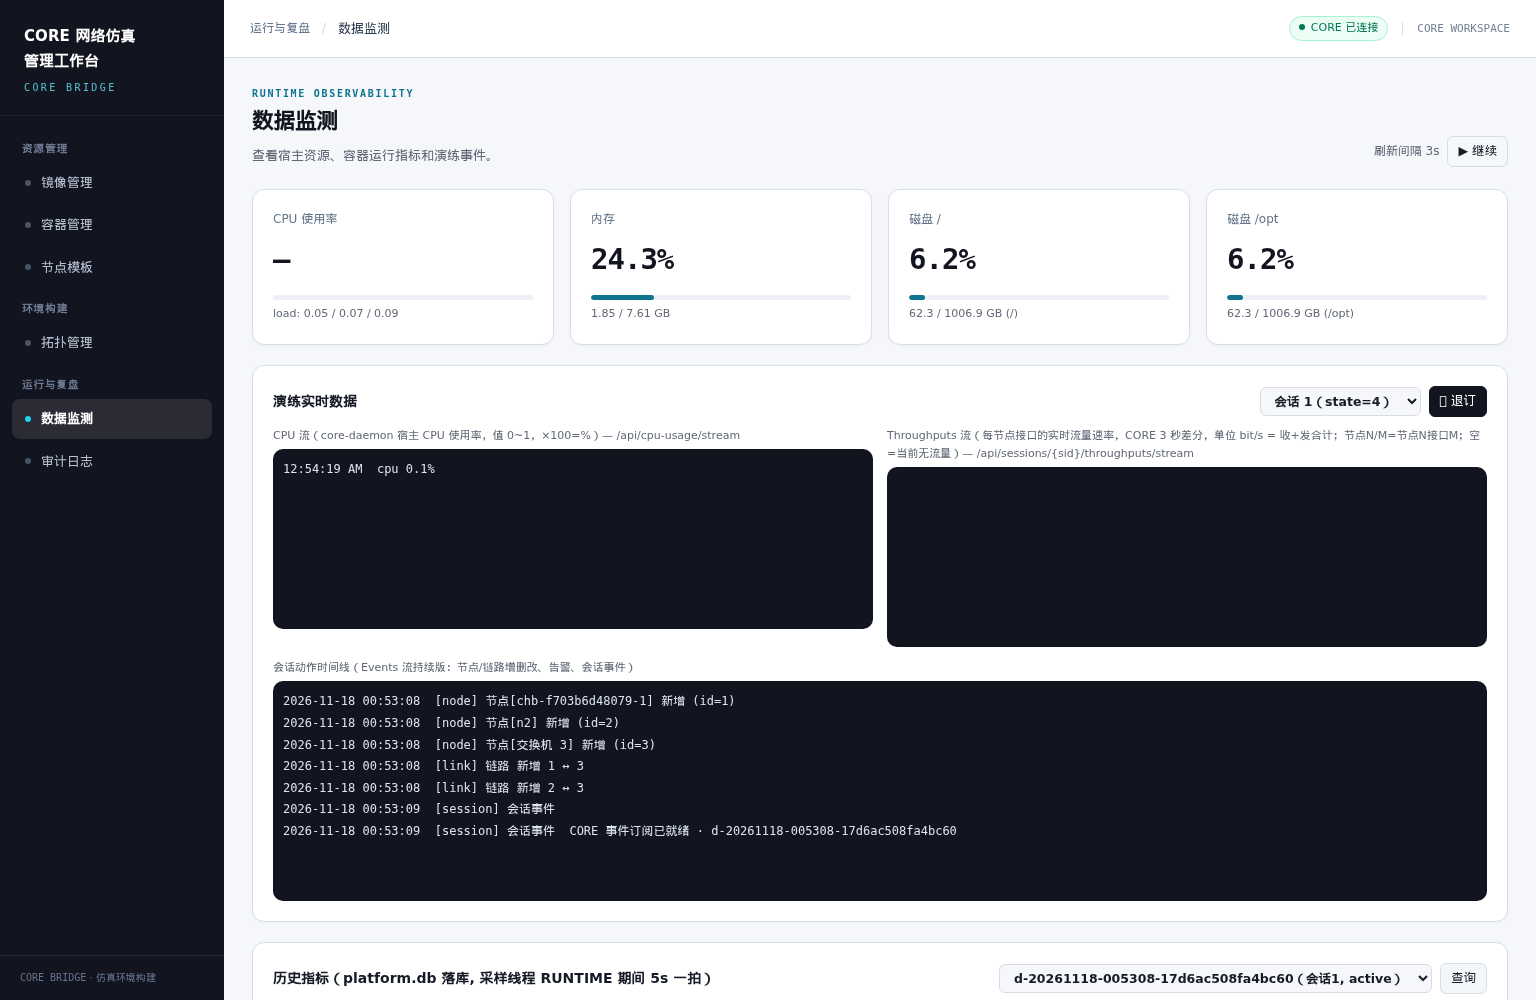 CORE 网络仿真
管理工作台
CORE BRIDGE
资源管理
镜像管理
容器管理
节点模板
环境构建
拓扑管理
运行与复盘
数据监测
审计日志
CORE BRIDGE · 仿真环境构建
运行与复盘 / 数据监测
CORE 已连接
CORE WORKSPACE
RUNTIME OBSERVABILITY
数据监测
查看宿主资源、容器运行指标和演练事件。
刷新间隔 3s
▶ 继续
CPU 使用率
—
load: 0.05 / 0.07 / 0.09
内存
24.3%
1.85 / 7.61 GB
磁盘 /
6.2%
62.3 / 1006.9 GB (/)
磁盘 /opt
6.2%
62.3 / 1006.9 GB (/opt)
演练实时数据
会话 1（state=4）
退订
CPU 流（core-daemon 宿主 CPU 使用率，值 0~1，×100=%）— /api/cpu-usage/stream
12:54:19 AM  cpu 0.1%
Throughputs 流（每节点接口的实时流量速率，CORE 3 秒差分，单位 bit/s = 收+发合计；节点N/M=节点N接口M；空
=当前无流量）— /api/sessions/{sid}/throughputs/stream
会话动作时间线（Events 流持续版：节点/链路增删改、告警、会话事件）
2026-11-18 00:53:08  [node] 节点[chb-f703b6d48079-1] 新增 (id=1)
2026-11-18 00:53:08  [node] 节点[n2] 新增 (id=2)
2026-11-18 00:53:08  [node] 节点[交换机 3] 新增 (id=3)
2026-11-18 00:53:08  [link] 链路 新增 1 ↔ 3
2026-11-18 00:53:08  [link] 链路 新增 2 ↔ 3
2026-11-18 00:53:09  [session] 会话事件
2026-11-18 00:53:09  [session] 会话事件  CORE 事件订阅已就绪 · d-20261118-005308-17d6ac508fa4bc60
历史指标（platform.db 落库, 采样线程 RUNTIME 期间 5s 一拍）
d-20261118-005308-17d6ac508fa4bc60（会话1, active）
查询